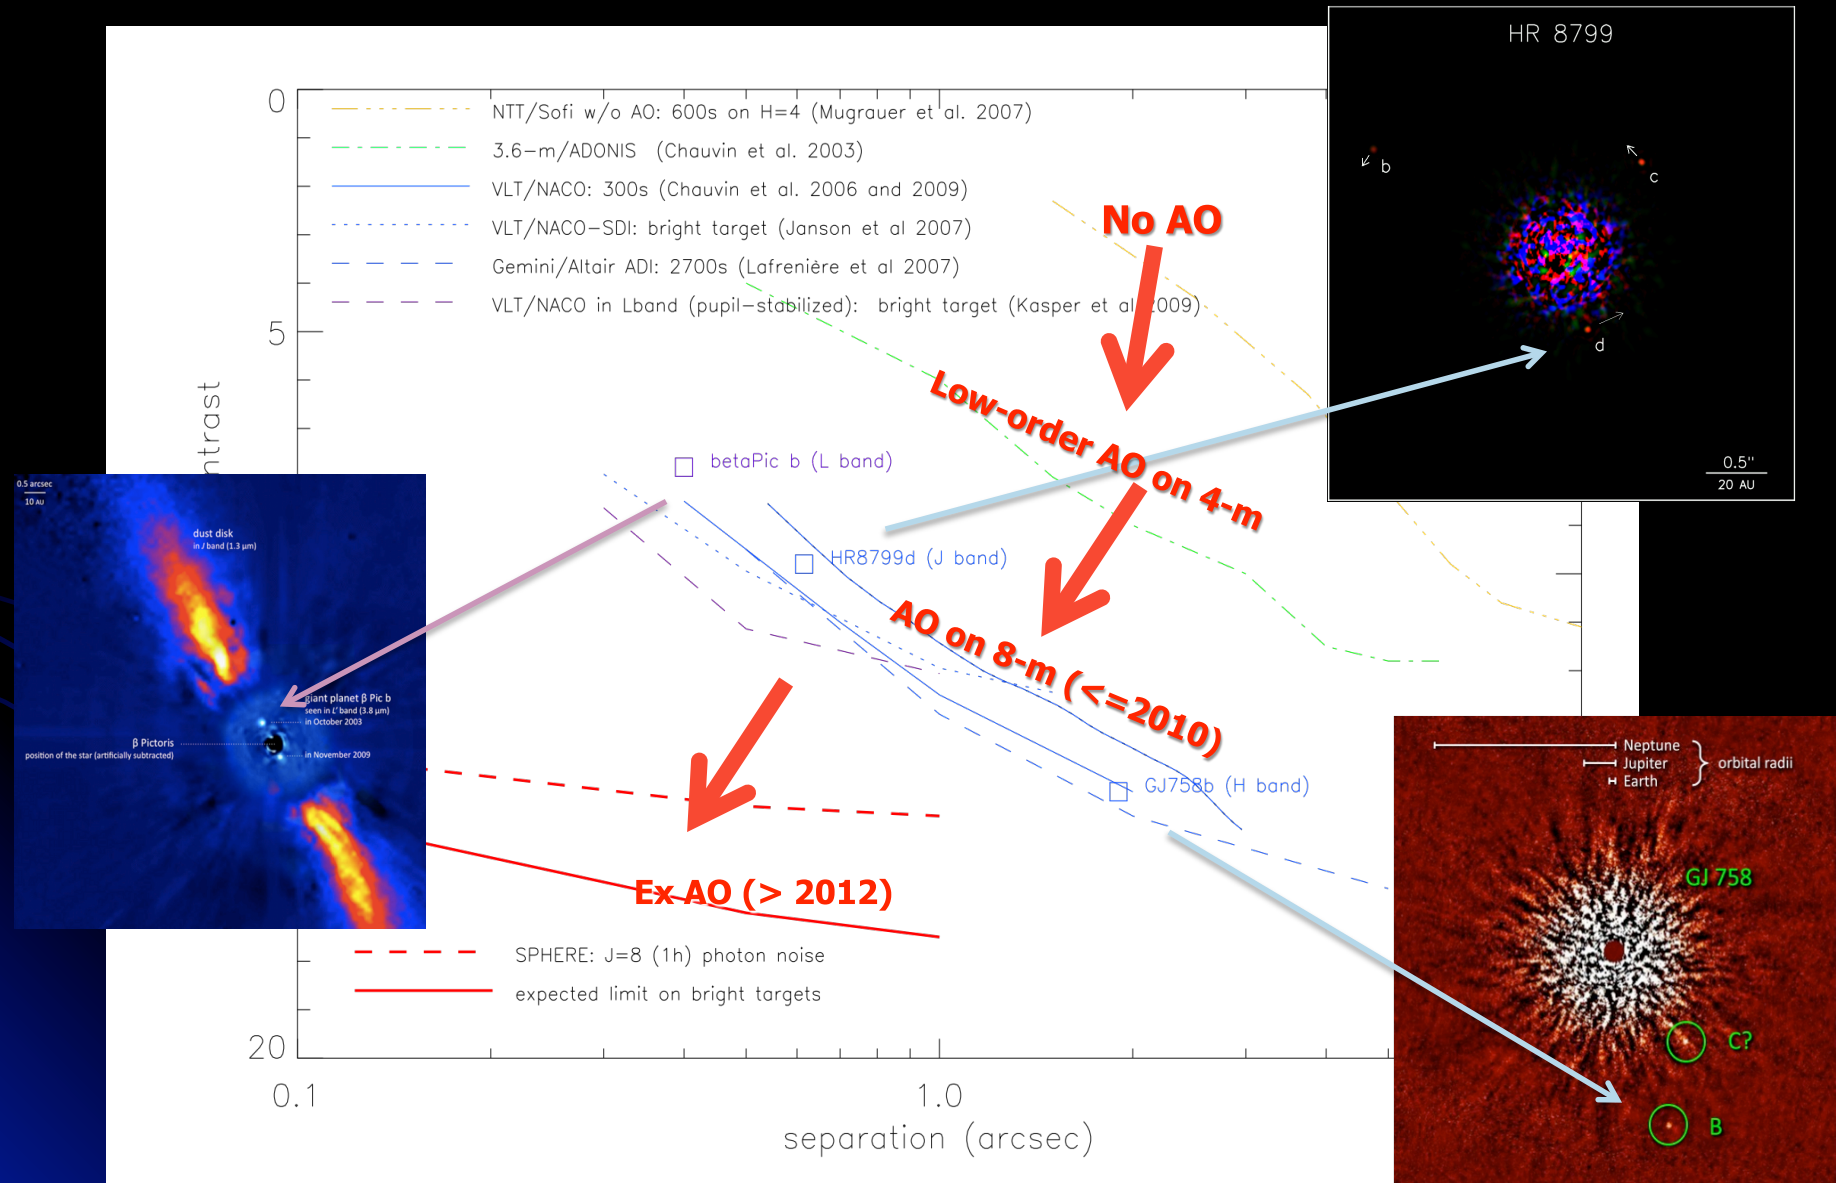 HR 8799
b
c
d
0.5''
20 AU
0
5
20
ntrast
NTT/Sofi w/o AO: 600s on H=4 (Mugrauer et al. 2007)
3.6-m/ADONIS (Chauvin et al. 2003)
VLT/NACO: 300s (Chauvin et al. 2006 and 2009)
VLT/NACO-SDI: bright target (Janson et al 2007)
Gemini/Altair ADI: 2700s (Lafrenière et al 2007)
VLT/NACO in Lband (pupil-stabilized): bright target (Kasper et al 2009)
No AO
Low-order AO on 4-m
AO on 8-m (<=2010)
Ex AO (> 2012)
betaPic b (L band)
HR8799d (J band)
GJ758b (H band)
0.5 arcsec
10 AU
dust disk
in J band (1.3 µm)
giant planet β Pic b
seen in L' band (3.8 µm)
in October 2003
β Pictoris
position of the star (artificially subtracted)
in November 2009
Neptune
Jupiter
Earth
orbital radii
GJ 758
C?
B
SPHERE: J=8 (1h) photon noise
expected limit on bright targets
0.1
1.0
separation (arcsec)